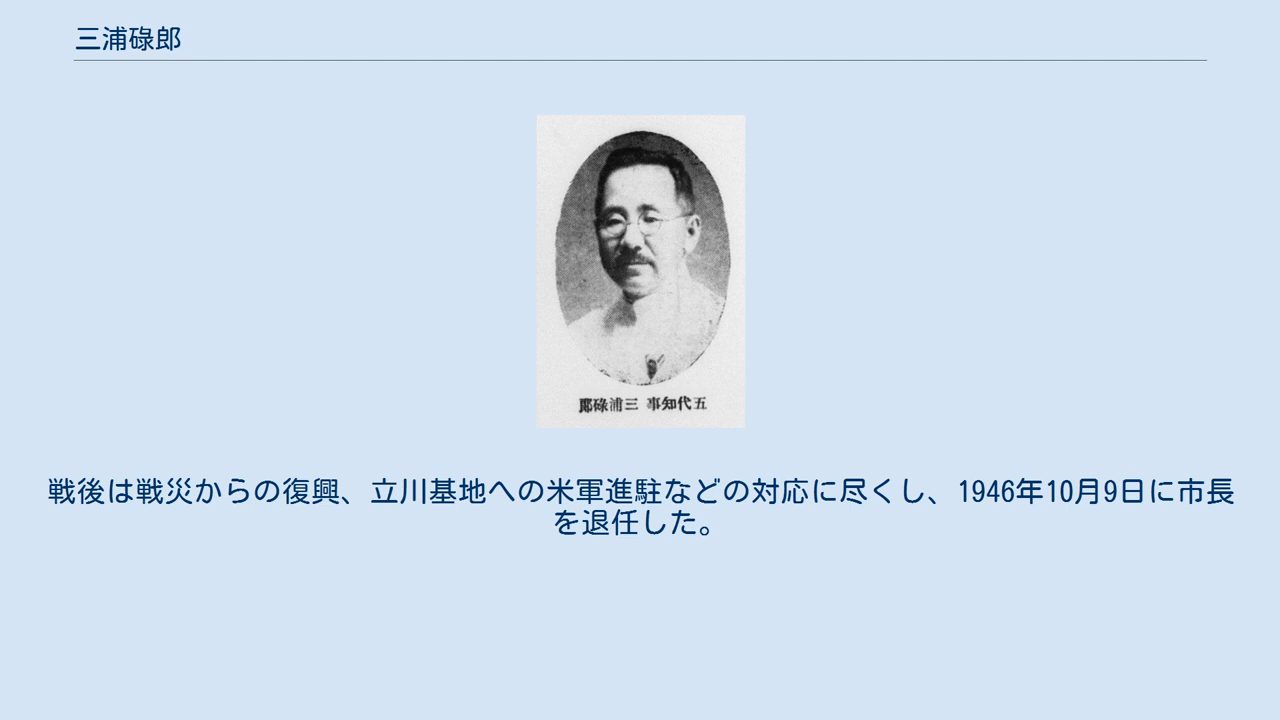 三浦碌郎
五代知事 三浦碌郎
戦後は戦災からの復興、立川基地への米軍進駐などの対応に尽くし、1946年10月9日に市長
を退任した。